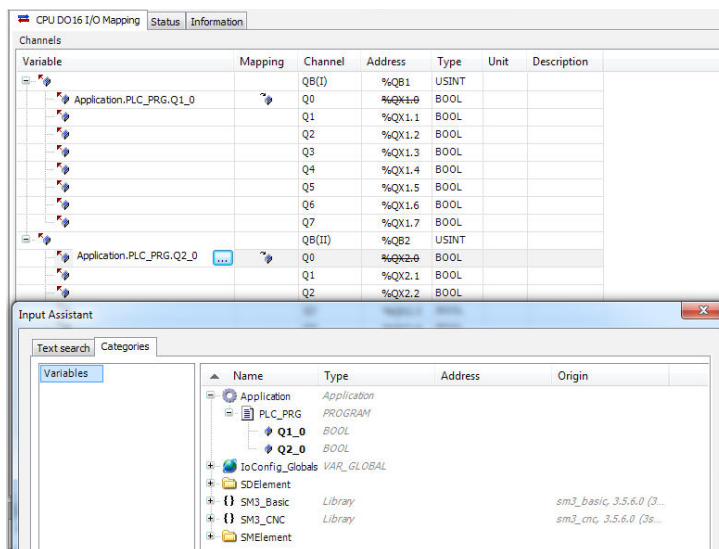 CPU DO16 I/O Mapping Status Information
Channels
Variable Mapping Channel Address Type Unit Description
QB(I) %QB1 USINT
Application.PLC_PRG.Q1_0 Q0 %QX1.0 BOOL
Q1 %QX1.1 BOOL
Q2 %QX1.2 BOOL
Q3 %QX1.3 BOOL
Q4 %QX1.4 BOOL
Q5 %QX1.5 BOOL
Q6 %QX1.6 BOOL
Q7 %QX1.7 BOOL
QB(II) %QB2 USINT
Application.PLC_PRG.Q2_0 ... Q0 %QX2.0 BOOL
Q1 %QX2.1 BOOL
Q2 %QX2.2 BOOL
Input Assistant
Text search Categories
Variables Name Type Address Origin
Application Application
PLC_PRG PROGRAM
Q1_0 BOOL
Q2_0 BOOL
IoConfig_Globals VAR_GLOBAL
SDElement
SM3_Basic Library sm3_basic, 3.5.6.0 (3...
SM3_CNC Library sm3_cnc, 3.5.6.0 (3s...
SMElement